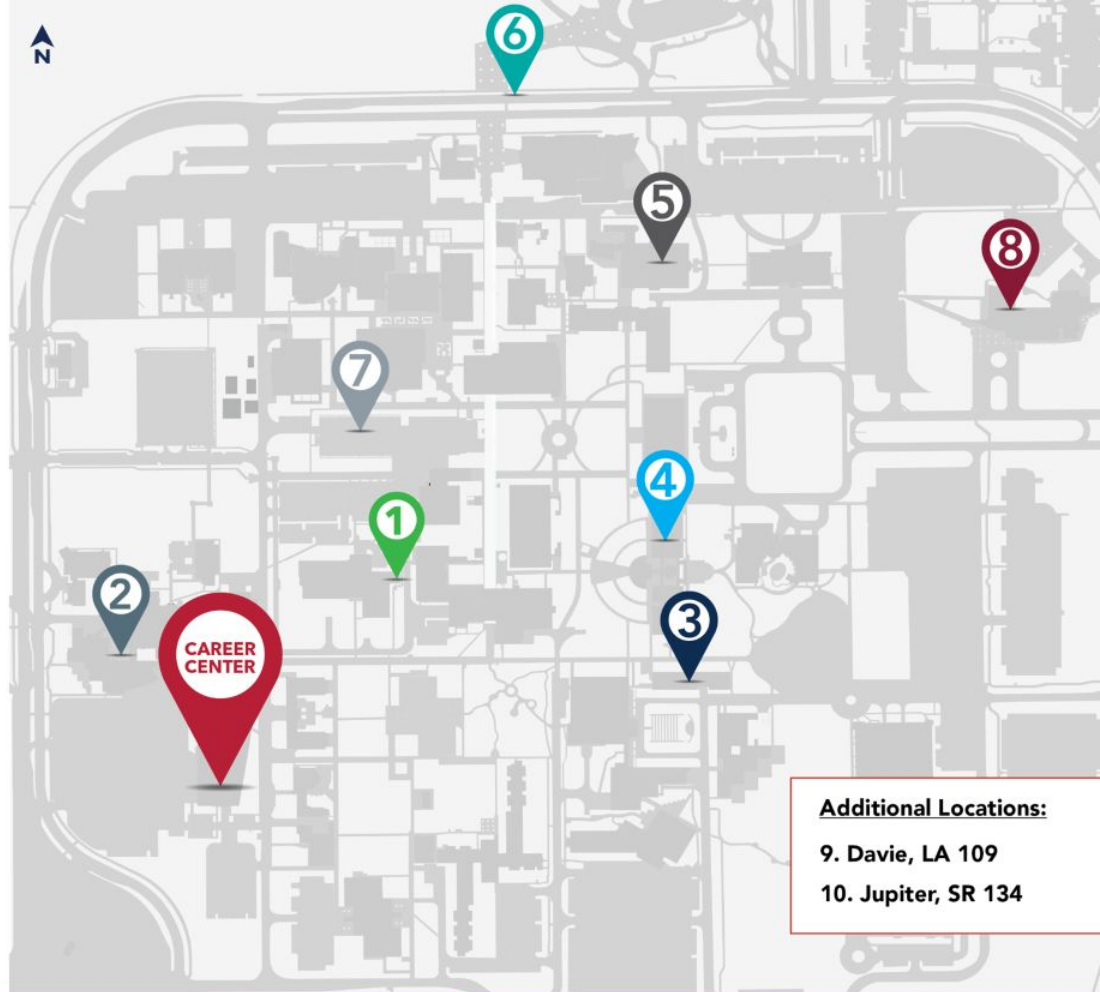 N
6
5
8
7
4
1
2
3
CAREER
CENTER
Additional Locations:
9. Davie, LA 109
10. Jupiter, SR 134